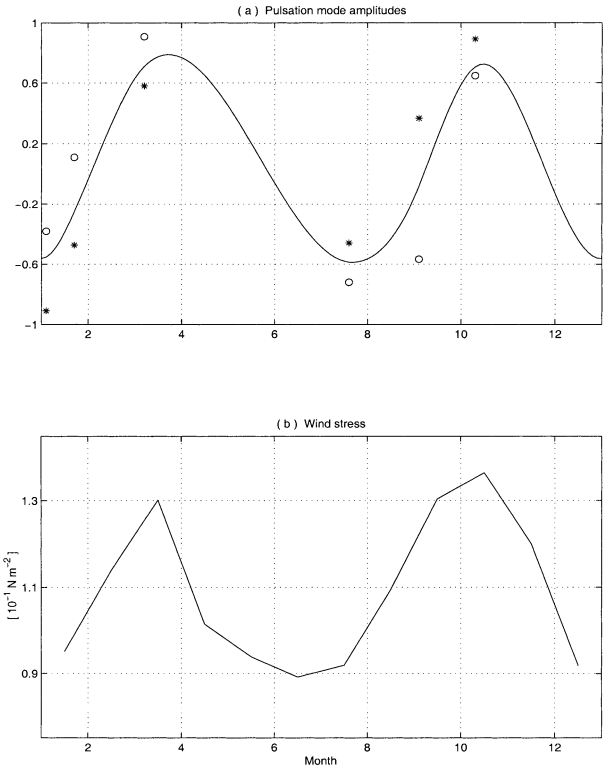 ( a ) Pulsation mode amplitudes
1
0.6
0.2
−0.2
−0.6
−1
2 4 6 8 10 12
( b ) Wind stress
[ 10⁻¹ N m⁻² ]
1.3
1.1
0.9
2 4 6 8 10 12
Month